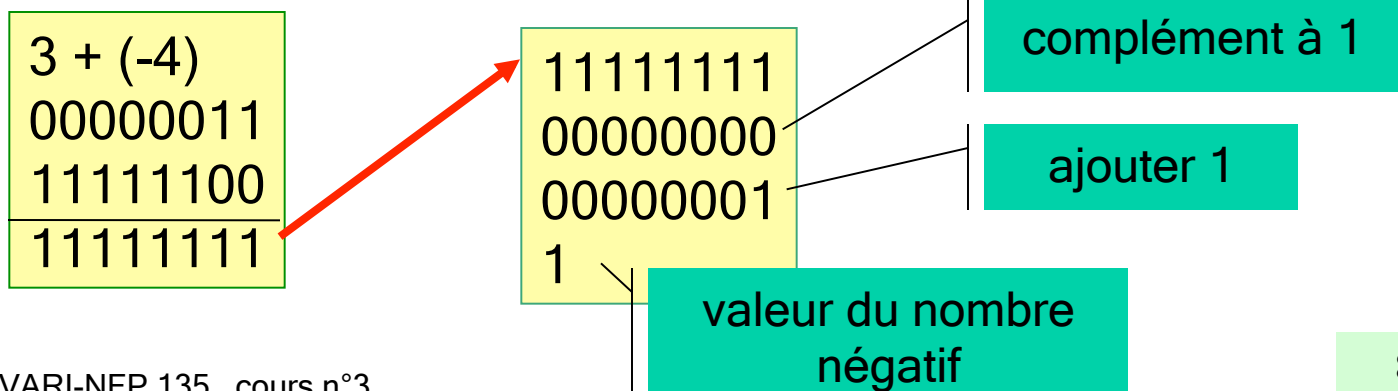 3 + (-4)
00000011
11111100
11111111
11111111
00000000
00000001
1
complément à 1
ajouter 1
valeur du nombre
négatif
VARI-NFP 135 cours n°3